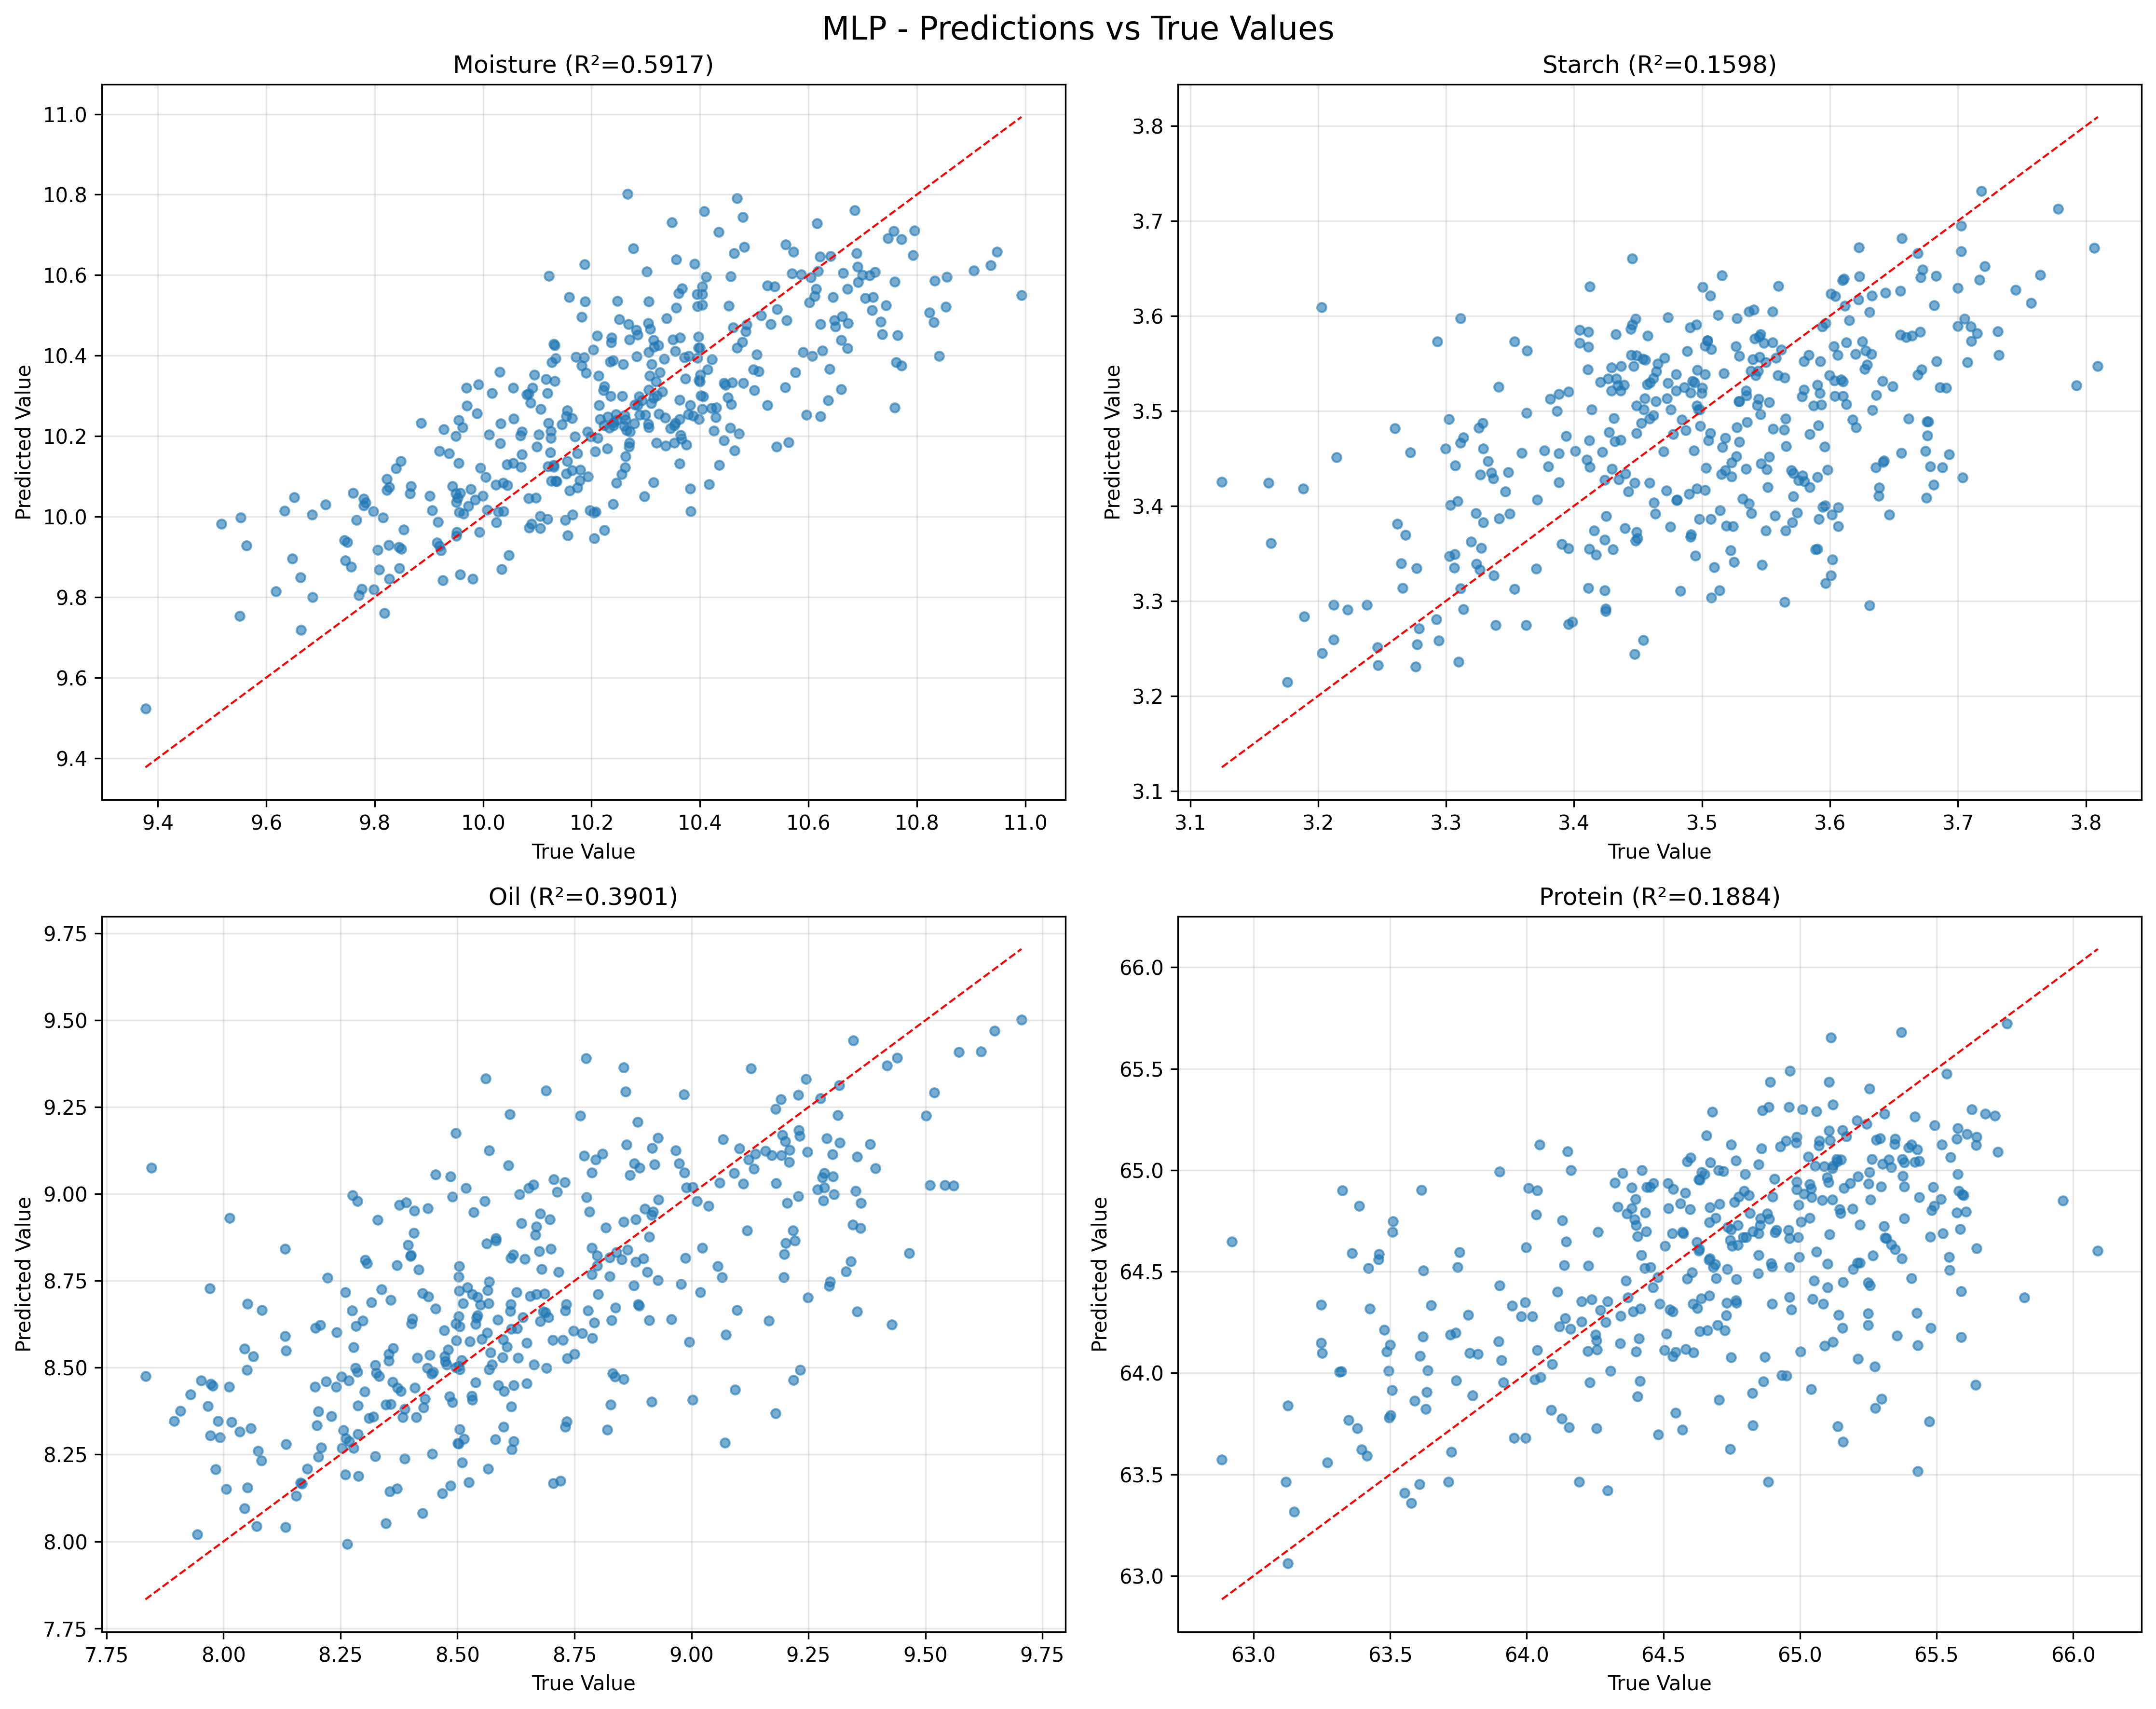 MLP - Predictions vs True Values
Moisture (R²=0.5917)
Predicted Value
11.0
10.8
10.6
10.4
10.2
10.0
9.8
9.6
9.4
9.4 9.6 9.8 10.0 10.2 10.4 10.6 10.8 11.0
True Value
Starch (R²=0.1598)
Predicted Value
3.8
3.7
3.6
3.5
3.4
3.3
3.2
3.1
3.1 3.2 3.3 3.4 3.5 3.6 3.7 3.8
True Value
Oil (R²=0.3901)
Predicted Value
9.75
9.50
9.25
9.00
8.75
8.50
8.25
8.00
7.75
7.75 8.00 8.25 8.50 8.75 9.00 9.25 9.50 9.75
True Value
Protein (R²=0.1884)
Predicted Value
66.0
65.5
65.0
64.5
64.0
63.5
63.0
63.0 63.5 64.0 64.5 65.0 65.5 66.0
True Value